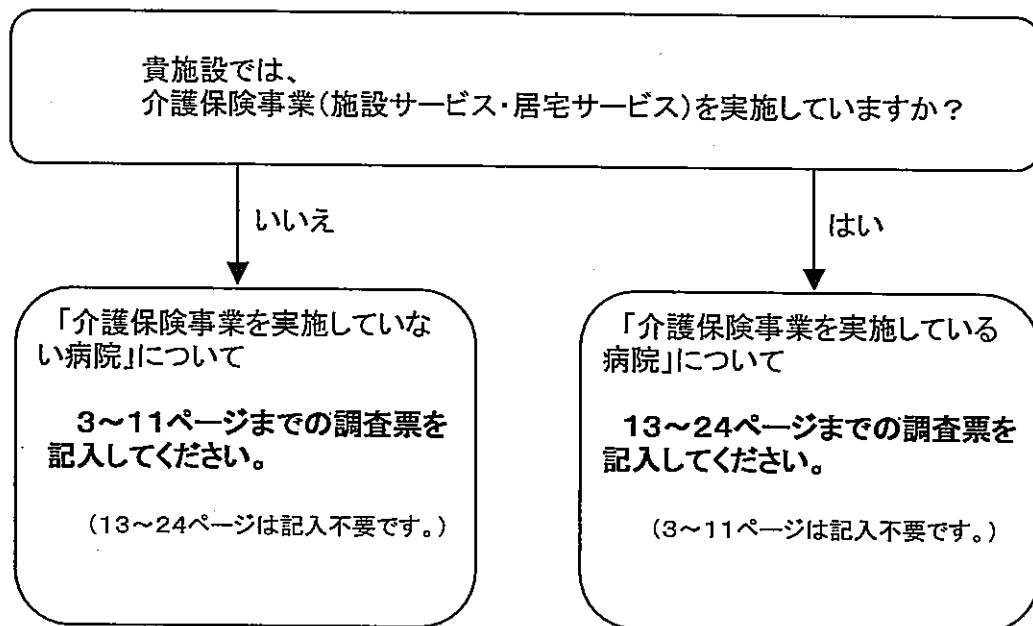 貴施設では、
介護保険事業(施設サービス・居宅サービス)を実施していますか？
いいえ
はい
「介護保険事業を実施していな
い病院」について
3～11ページまでの調査票を
記入してください。
(13～24ページは記入不要です。)
「介護保険事業を実施している
病院」について
13～24ページまでの調査票を
記入してください。
(3～11ページは記入不要です。)